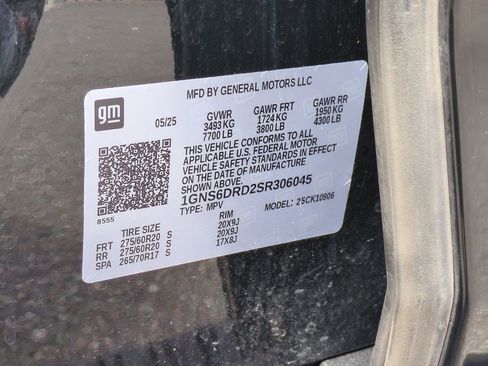 MFD BY GENERAL MOTORS LLC
gm
05/25
GVWR GAWR FRT GAWR RR
3493 KG 1724 KG 1950 KG
7700 LB 3800 LB 4300 LB
THIS VEHICLE CONFORMS TO ALL
APPLICABLE U.S. FEDERAL MOTOR
VEHICLE SAFETY STANDARDS IN EFFECT
ON THE DATE OF MANUFACTURE
SHOWN ABOVE.
1GNS6DRD2SR306045
TYPE: MPV MODEL: 25CK10906
8555
TIRE SIZE RIM
FRT 275/60R20 S 20X9J
RR 275/60R20 S 20X9J
SPA 265/70R17 S 17X8J